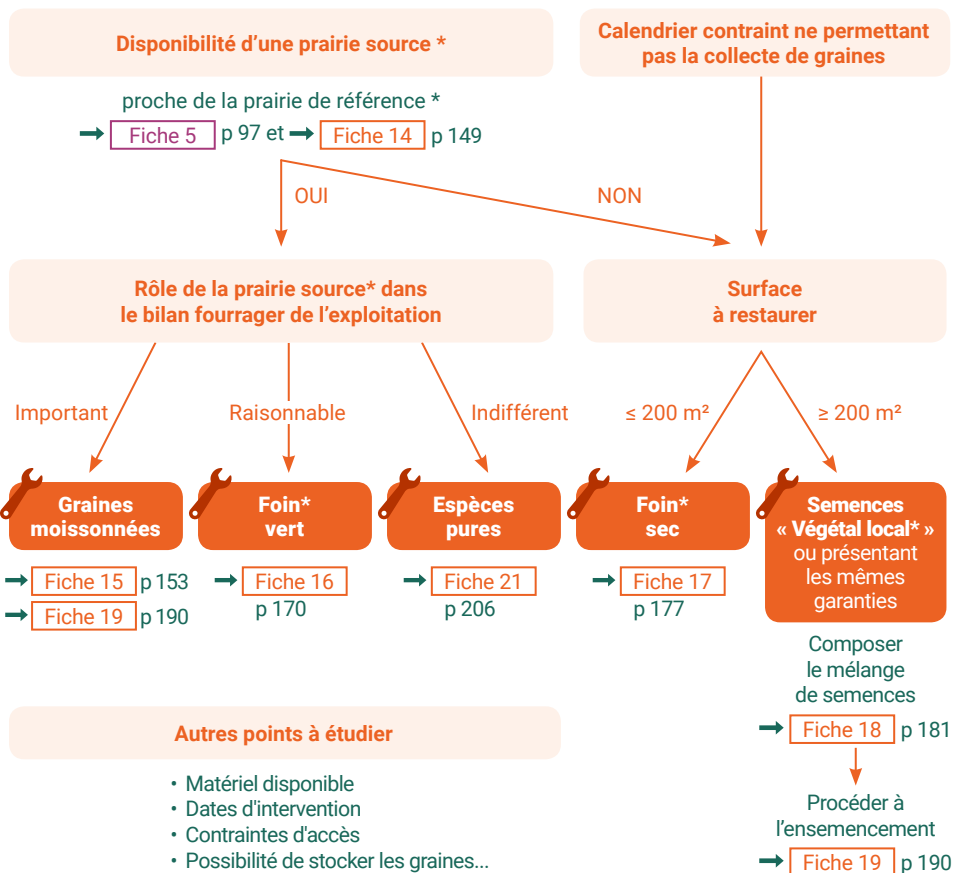 Disponibilité d'une prairie source *
proche de la prairie de référence *
➞ Fiche 5 p 97 et ➞ Fiche 14 p 149
Calendrier contraint ne permettant
pas la collecte de graines
OUI
NON
Rôle de la prairie source* dans
le bilan fourrager de l'exploitation
Surface
à restaurer
Important
Raisonnable
Indifférent
≤ 200 m²
≥ 200 m²
Graines
moissonnées
➞ Fiche 15 p 153
➞ Fiche 19 p 190
Foin*
vert
➞ Fiche 16
p 170
Espèces
pures
➞ Fiche 21
p 206
Foin*
sec
➞ Fiche 17
p 177
Semences
« Végétal local* »
ou présentant
les mêmes
garanties
Composer
le mélange
de semences
➞ Fiche 18 p 181
Procéder à
l'ensemencement
➞ Fiche 19 p 190
Autres points à étudier
• Matériel disponible
• Dates d'intervention
• Contraintes d'accès
• Possibilité de stocker les graines...